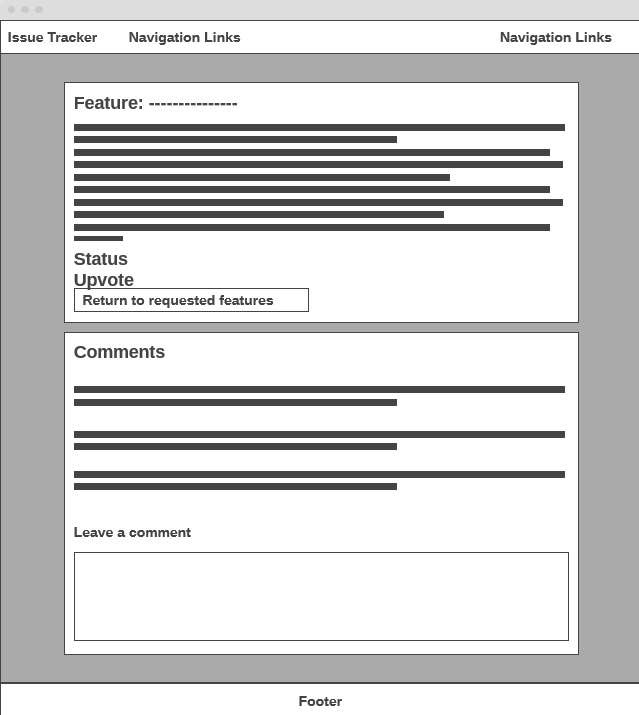 Issue Tracker Navigation Links Navigation Links
Feature: ---------------
Status
Upvote
Return to requested features
Comments
Leave a comment
Footer